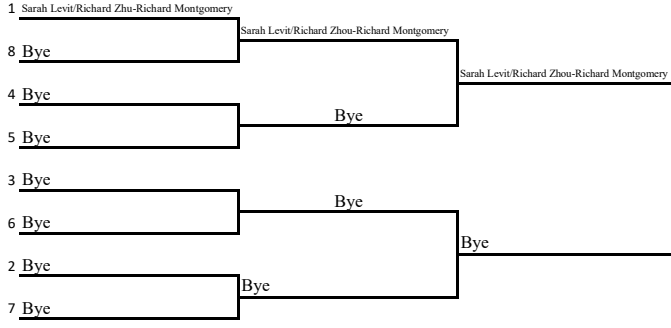 1 Sarah Levit/Richard Zhu-Richard Montgomery
Sarah Levit/Richard Zhou-Richard Montgomery
8 Bye
Sarah Levit/Richard Zhou-Richard Montgomery
4 Bye
Bye
5 Bye
3 Bye
Bye
6 Bye
Bye
2 Bye
Bye
7 Bye